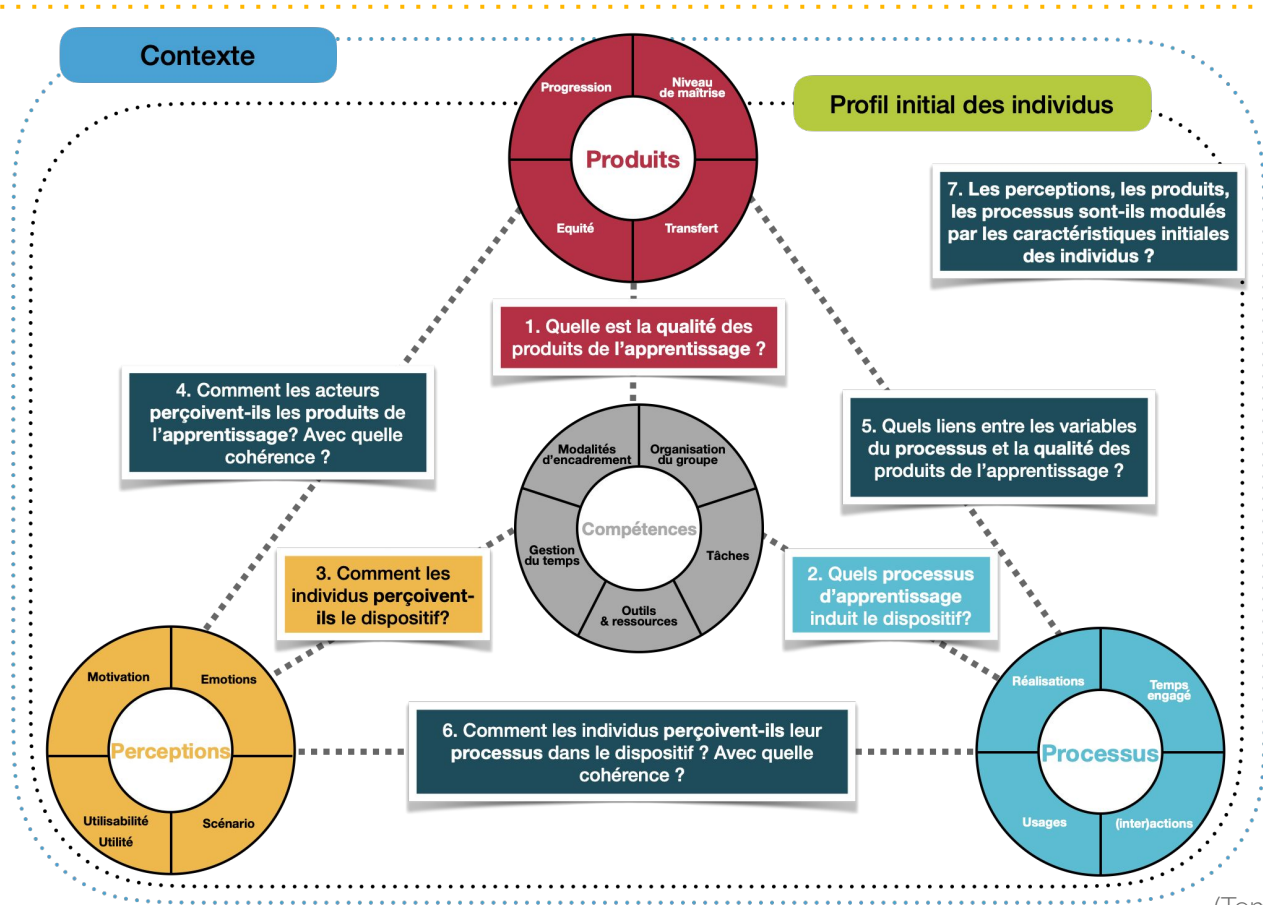 Contexte
Profil initial des individus
Progression
Niveau
de maîtrise
Produits
Equité
Transfert
7. Les perceptions, les produits,
les processus sont-ils modulés
par les caractéristiques initiales
des individus ?
1. Quelle est la qualité des
produits de l'apprentissage ?
4. Comment les acteurs
perçoivent-ils les produits de
l'apprentissage? Avec quelle
cohérence ?
5. Quels liens entre les variables
du processus et la qualité des
produits de l'apprentissage ?
Modalités
d'encadrement
Organisation
du groupe
Compétences
Gestion
du temps
Tâches
Outils
& ressources
3. Comment les
individus perçoivent-
ils le dispositif?
2. Quels processus
d'apprentissage
induit le dispositif?
Motivation
Emotions
Perceptions
Utilisabilité
Utilité
Scénario
6. Comment les individus perçoivent-ils leur
processus dans le dispositif ? Avec quelle
cohérence ?
Réalisations
Temps
engagé
Processus
Usages
(inter)actions